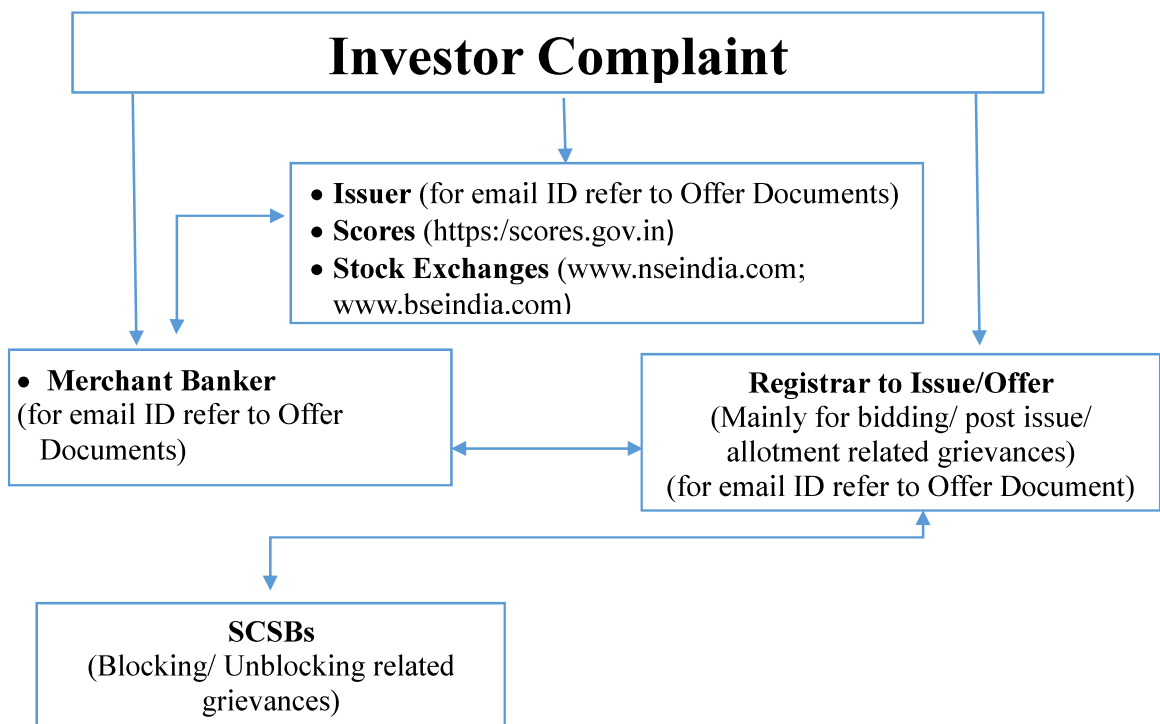 Investor Complaint
• Issuer (for email ID refer to Offer Documents)
• Scores (https:/scores.gov.in)
• Stock Exchanges (www.nseindia.com;
www.bseindia.com)
• Merchant Banker
(for email ID refer to Offer
Documents)
Registrar to Issue/Offer
(Mainly for bidding/ post issue/
allotment related grievances)
(for email ID refer to Offer Document)
SCSBs
(Blocking/ Unblocking related
grievances)